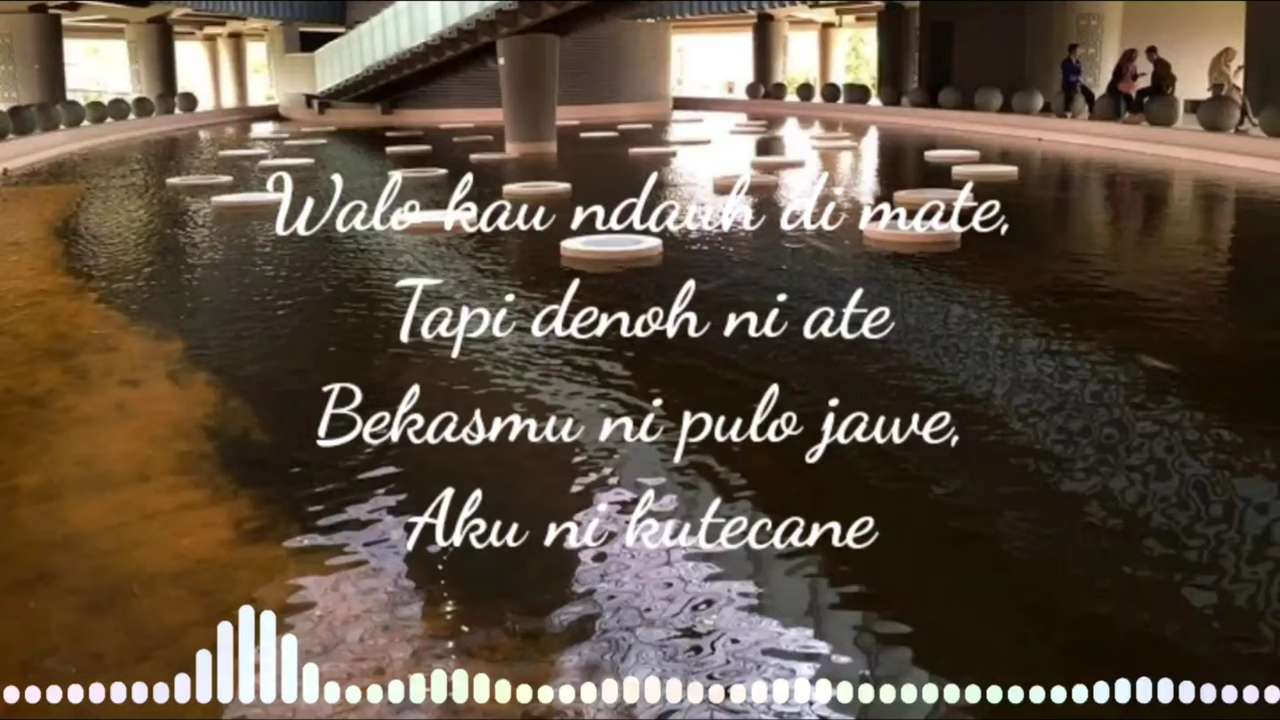 Walo kau ndauh di mate,
Tapi denoh ni ate
Bekasmu ni pulo jawe,
Aku ni kutecane